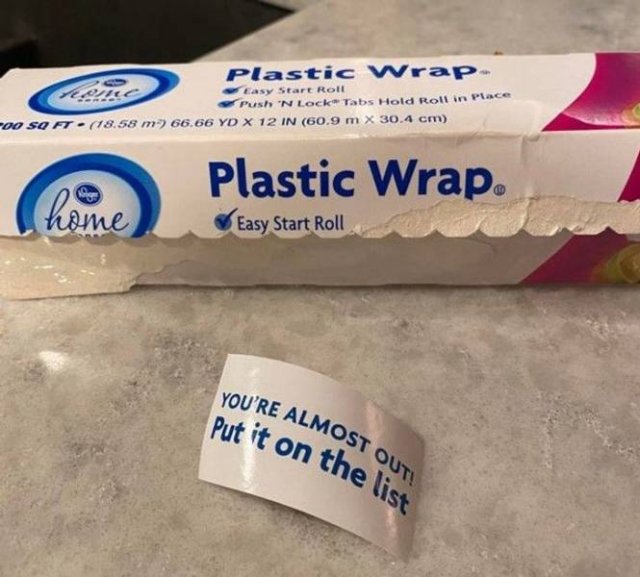 home
Plastic Wrap
Easy Start Roll
Push 'N Lock® Tabs Hold Roll in Place
00 SQ FT • (18.58 m²) 66.66 YD X 12 IN (60.9 m X 30.4 cm)
Kroger
home
Plastic Wrap®
Easy Start Roll
YOU'RE ALMOST OUT!
Put it on the list